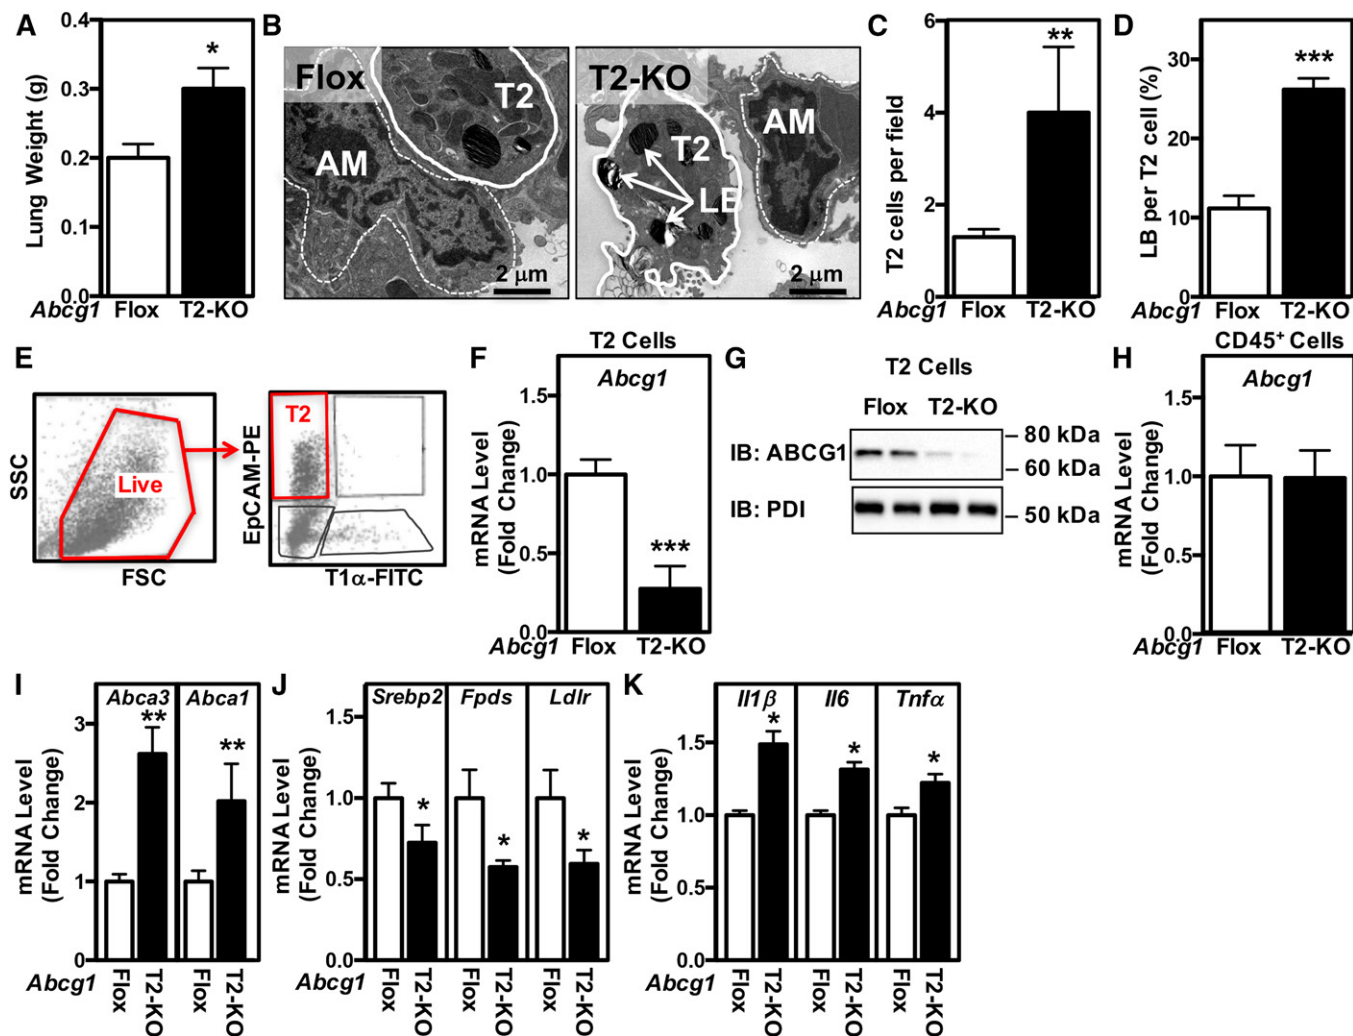 A
Lung Weight (g)
0.4
0.3
0.2
0.1
0.0
*
Abcg1 Flox T2-KO
B
Flox
T2
AM
2 μm
T2-KO
T2
AM
LB
2 μm
C
T2 cells per field
6
4
2
0
**
Abcg1 Flox T2-KO
D
LB per T2 cell (%)
30
20
10
0
***
Abcg1 Flox T2-KO
E
SSC
Live
FSC
EpCAM-PE
T2
T1α-FITC
F
T2 Cells
Abcg1
mRNA Level
(Fold Change)
1.5
1.0
0.5
0.0
***
Abcg1 Flox T2-KO
G
T2 Cells
Flox T2-KO
IB: ABCG1
– 80 kDa
– 60 kDa
IB: PDI
– 50 kDa
H
CD45⁺ Cells
Abcg1
mRNA Level
(Fold Change)
1.5
1.0
0.5
0.0
Abcg1 Flox T2-KO
I
Abca3 Abca1
** **
mRNA Level
(Fold Change)
3
2
1
0
Abcg1 Flox T2-KO Flox T2-KO
J
Srebp2 Fpds Ldlr
* * *
mRNA Level
(Fold Change)
1.5
1.0
0.5
0.0
Abcg1 Flox T2-KO Flox T2-KO Flox T2-KO
K
Il1β Il6 Tnfα
* * *
mRNA Level
(Fold Change)
1.5
1.0
0.5
0.0
Abcg1 Flox T2-KO Flox T2-KO Flox T2-KO